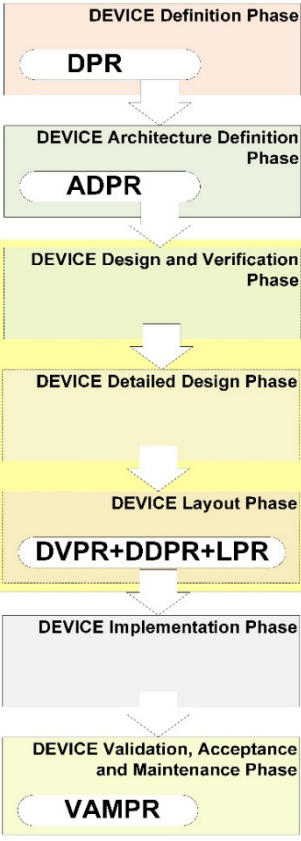 DEVICE Definition Phase
DPR
DEVICE Architecture Definition
Phase
ADPR
DEVICE Design and Verification
Phase
DEVICE Detailed Design Phase
DEVICE Layout Phase
DVPR+DDPR+LPR
DEVICE Implementation Phase
DEVICE Validation, Acceptance
and Maintenance Phase
VAMPR